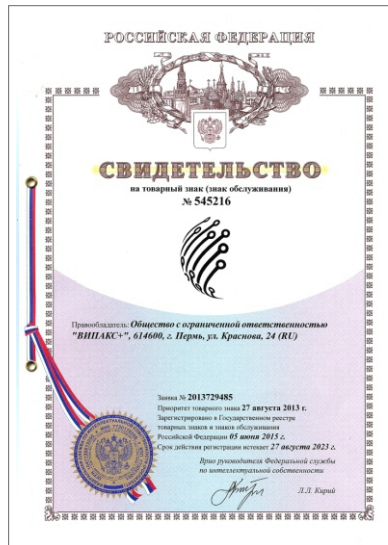 РОССИЙСКАЯ ФЕДЕРАЦИЯ
СВИДЕТЕЛЬСТВО
на товарный знак (знак обслуживания)
№ 545216
Правообладатель: Общество с ограниченной ответственностью
"ВИПАКС+", 614600, г. Пермь, ул. Краснова, 24 (RU)
Заявка № 2013729485
Приоритет товарного знака 27 августа 2013 г.
Зарегистрировано в Государственном реестре
товарных знаков и знаков обслуживания
Российской Федерации 05 июня 2015 г.
Срок действия регистрации истекает 27 августа 2023 г.
Врио руководителя Федеральной службы
по интеллектуальной собственности
Л.Л. Кирий